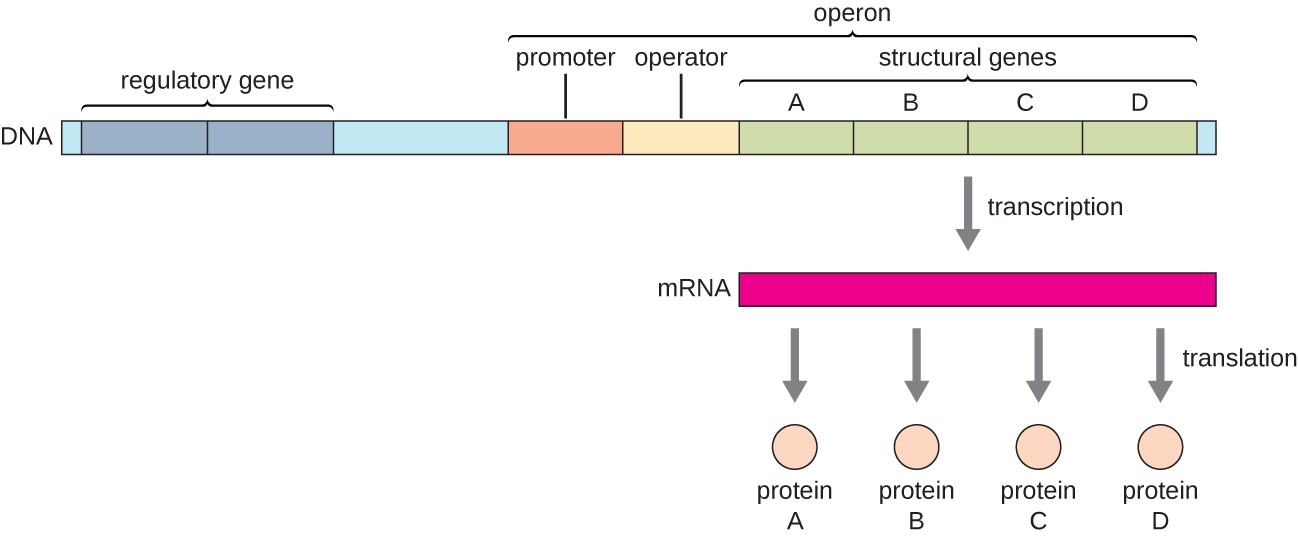 operon
promoter operator structural genes
regulatory gene
A B C D
DNA
transcription
mRNA
translation
protein protein protein protein
A B C D